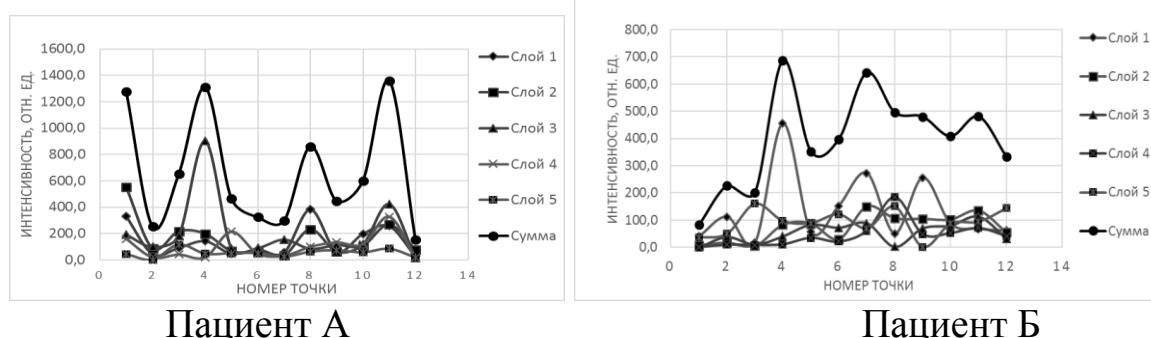 ИНТЕНСИВНОСТЬ, ОТН. ЕД.
1600,0
1400,0
1200,0
1000,0
800,0
600,0
400,0
200,0
0,0
0 2 4 6 8 10 12 14
НОМЕР ТОЧКИ
Слой 1
Слой 2
Слой 3
Слой 4
Слой 5
Сумма
Пациент А
ИНТЕНСИВНОСТЬ, ОТН. ЕД.
800,0
700,0
600,0
500,0
400,0
300,0
200,0
100,0
0,0
0 2 4 6 8 10 12 14
НОМЕР ТОЧКИ
Слой 1
Слой 2
Слой 3
Слой 4
Слой 5
Сумма
Пациент Б